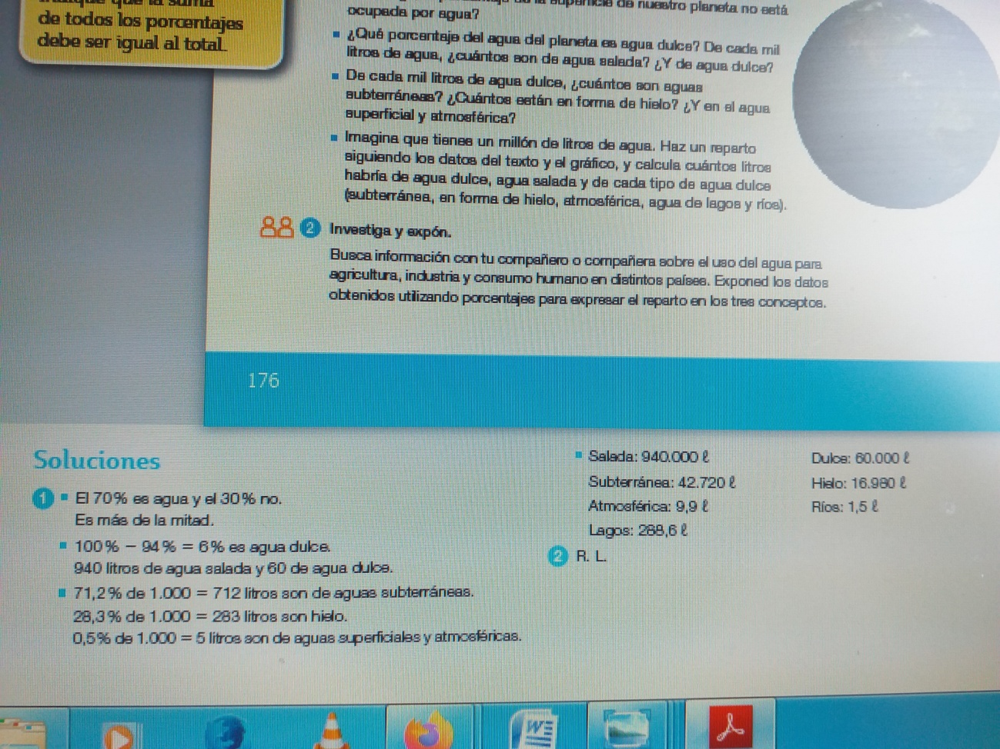 de todos los porcentajes
debe ser igual al total.
de la superficie de nuestro planeta no está
ocupada por agua?
¿Qué porcentaje del agua del planeta es agua dulce? De cada mil
litros de agua, ¿cuántos son de agua salada? ¿Y de agua dulce?
De cada mil litros de agua dulce, ¿cuántos son aguas
subterráneas? ¿Cuántos están en forma de hielo? ¿Y en el agua
superficial y atmosférica?
Imagina que tienes un millón de litros de agua. Haz un reparto
siguiendo los datos del texto y el gráfico, y calcula cuántos litros
habría de agua dulce, agua salada y de cada tipo de agua dulce
(subterránea, en forma de hielo, atmosférica, agua de lagos y ríos).
2 Investiga y expón.
Busca información con tu compañero o compañera sobre el uso del agua para
agricultura, industria y consumo humano en distintos países. Exponed los datos
obtenidos utilizando porcentajes para expresar el reparto en los tres conceptos.
176
Soluciones
1 El 70% es agua y el 30% no.
Es más de la mitad.
100% − 94% = 6% es agua dulce.
940 litros de agua salada y 60 de agua dulce.
71,2% de 1.000 = 712 litros son de aguas subterráneas.
28,3% de 1.000 = 283 litros son hielo.
0,5% de 1.000 = 5 litros son de aguas superficiales y atmosféricas.
Salada: 940.000 ℓ Dulce: 60.000 ℓ
Subterránea: 42.720 ℓ Hielo: 16.980 ℓ
Atmosférica: 9,9 ℓ Ríos: 1,5 ℓ
Lagos: 288,6 ℓ
2 R. L.
W